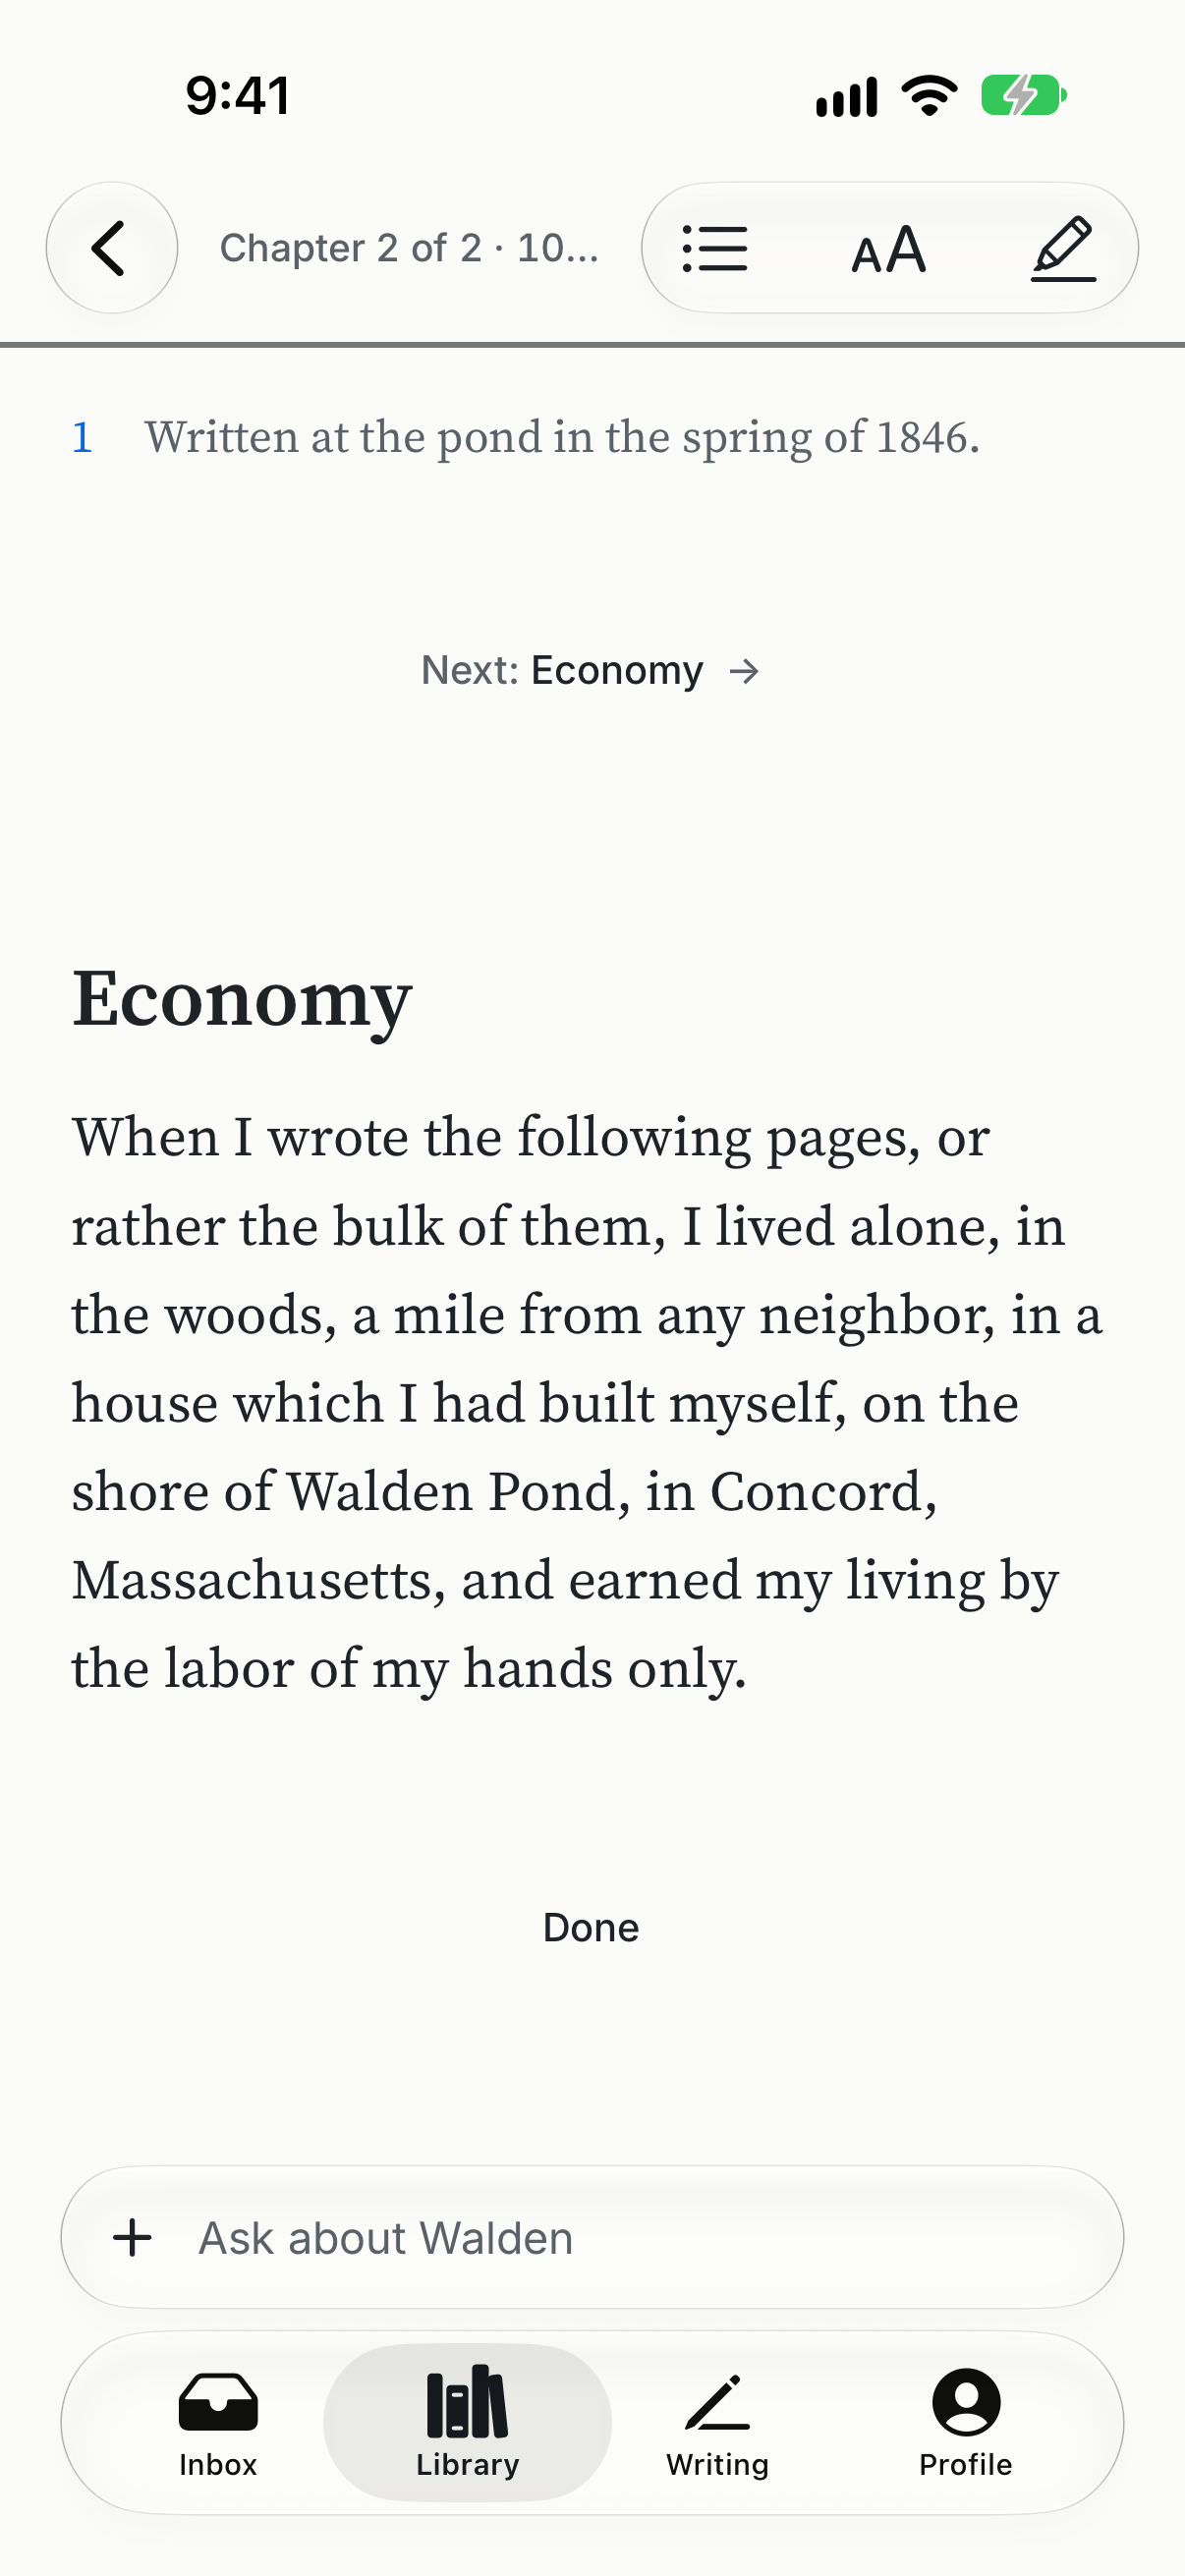 9:41
Chapter 2 of 2 · 10...
AA
1 Written at the pond in the spring of 1846.
Next: Economy →
Economy
When I wrote the following pages, or
rather the bulk of them, I lived alone, in
the woods, a mile from any neighbor, in a
house which I had built myself, on the
shore of Walden Pond, in Concord,
Massachusetts, and earned my living by
the labor of my hands only.
Done
Ask about Walden
Inbox
Library
Writing
Profile